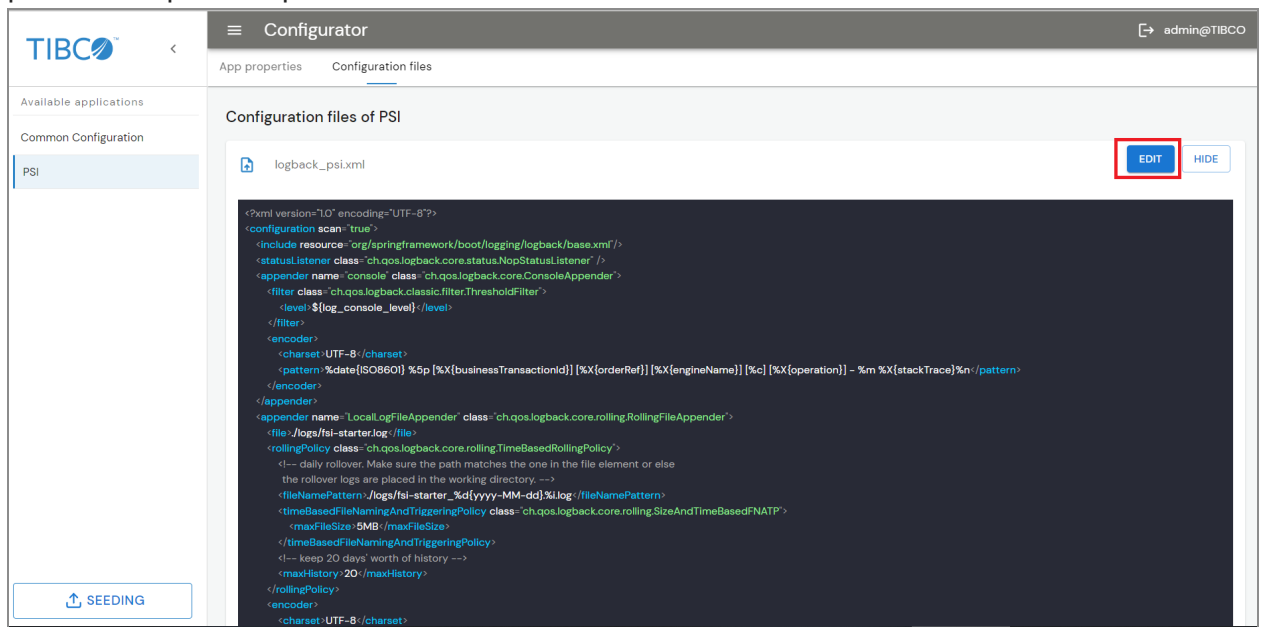 TIBCO™
Configurator
admin@TIBCO
App properties
Configuration files
Available applications
Common Configuration
PSI
SEEDING
Configuration files of PSI
logback_psi.xml
EDIT
HIDE
<?xml version="1.0" encoding="UTF-8"?>
<configuration scan="true">
<include resource="org/springframework/boot/logging/logback/base.xml"/>
<statusListener class="ch.qos.logback.core.status.NopStatusListener" />
<appender name="console" class="ch.qos.logback.core.ConsoleAppender">
<filter class="ch.qos.logback.classic.filter.ThresholdFilter">
<level>${log_console_level}</level>
</filter>
<encoder>
<charset>UTF-8</charset>
<pattern>%date{ISO8601} %5p [%X{businessTransactionId}] [%X{orderRef}] [%X{engineName}] [%c] [%X{operation}] - %m %X{stackTrace}%n</pattern>
</encoder>
</appender>
<appender name="LocalLogFileAppender" class="ch.qos.logback.core.rolling.RollingFileAppender">
<file>./logs/fsi-starter.log</file>
<rollingPolicy class="ch.qos.logback.core.rolling.TimeBasedRollingPolicy">
<!-- daily rollover. Make sure the path matches the one in the file element or else
the rollover logs are placed in the working directory. -->
<fileNamePattern>./logs/fsi-starter_%d{yyyy-MM-dd}.%i.log</fileNamePattern>
<timeBasedFileNamingAndTriggeringPolicy class="ch.qos.logback.core.rolling.SizeAndTimeBasedFNATP">
<maxFileSize>5MB</maxFileSize>
</timeBasedFileNamingAndTriggeringPolicy>
<!-- keep 20 days' worth of history -->
<maxHistory>20</maxHistory>
</rollingPolicy>
<encoder>
<charset>UTF-8</charset>